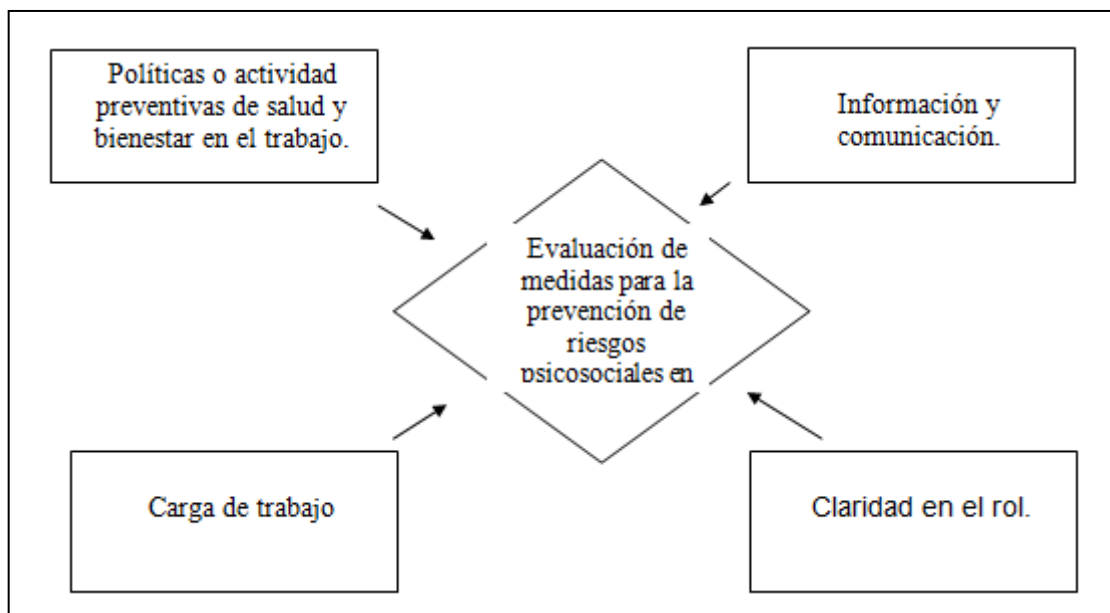 Políticas o actividad
preventivas de salud y
bienestar en el trabajo.
Información y
comunicación.
Evaluación de
medidas para la
prevención de
riesgos
psicosociales en
Carga de trabajo
Claridad en el rol.